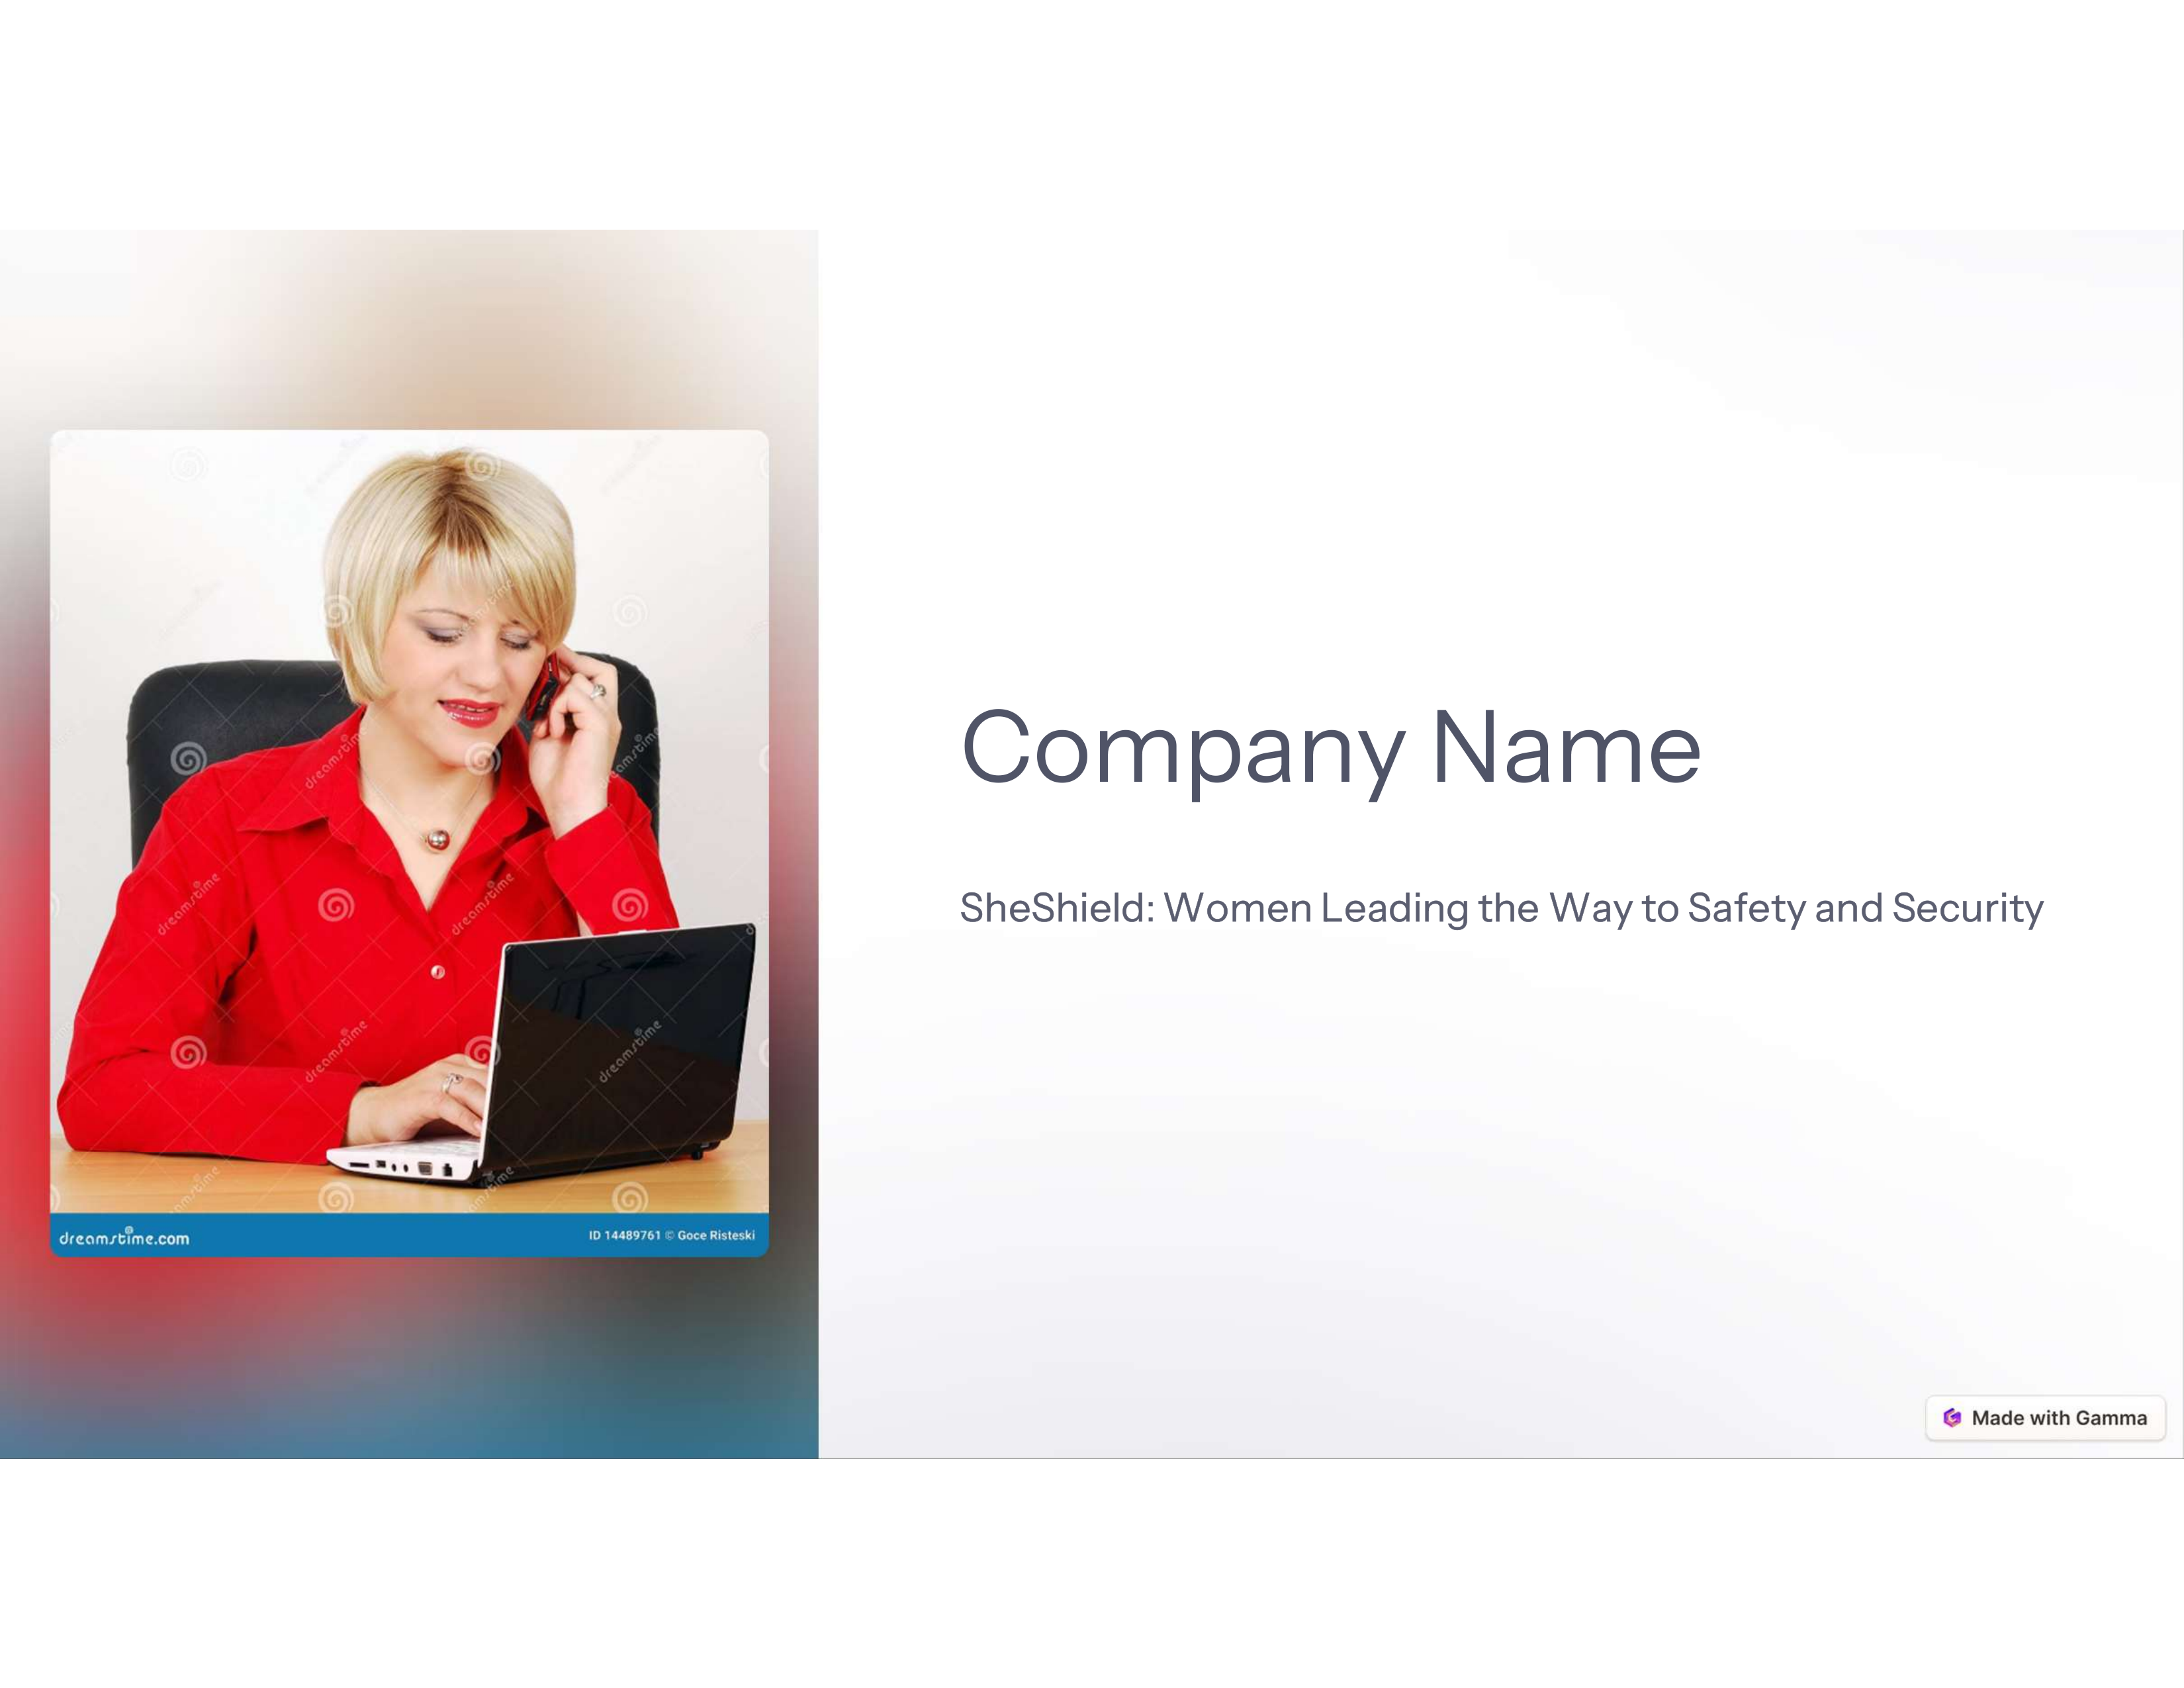 Company Name
SheShield: Women Leading the Way to Safety and Security
dreamstime.com
ID 14489761 © Goce Risteski
Made with Gamma